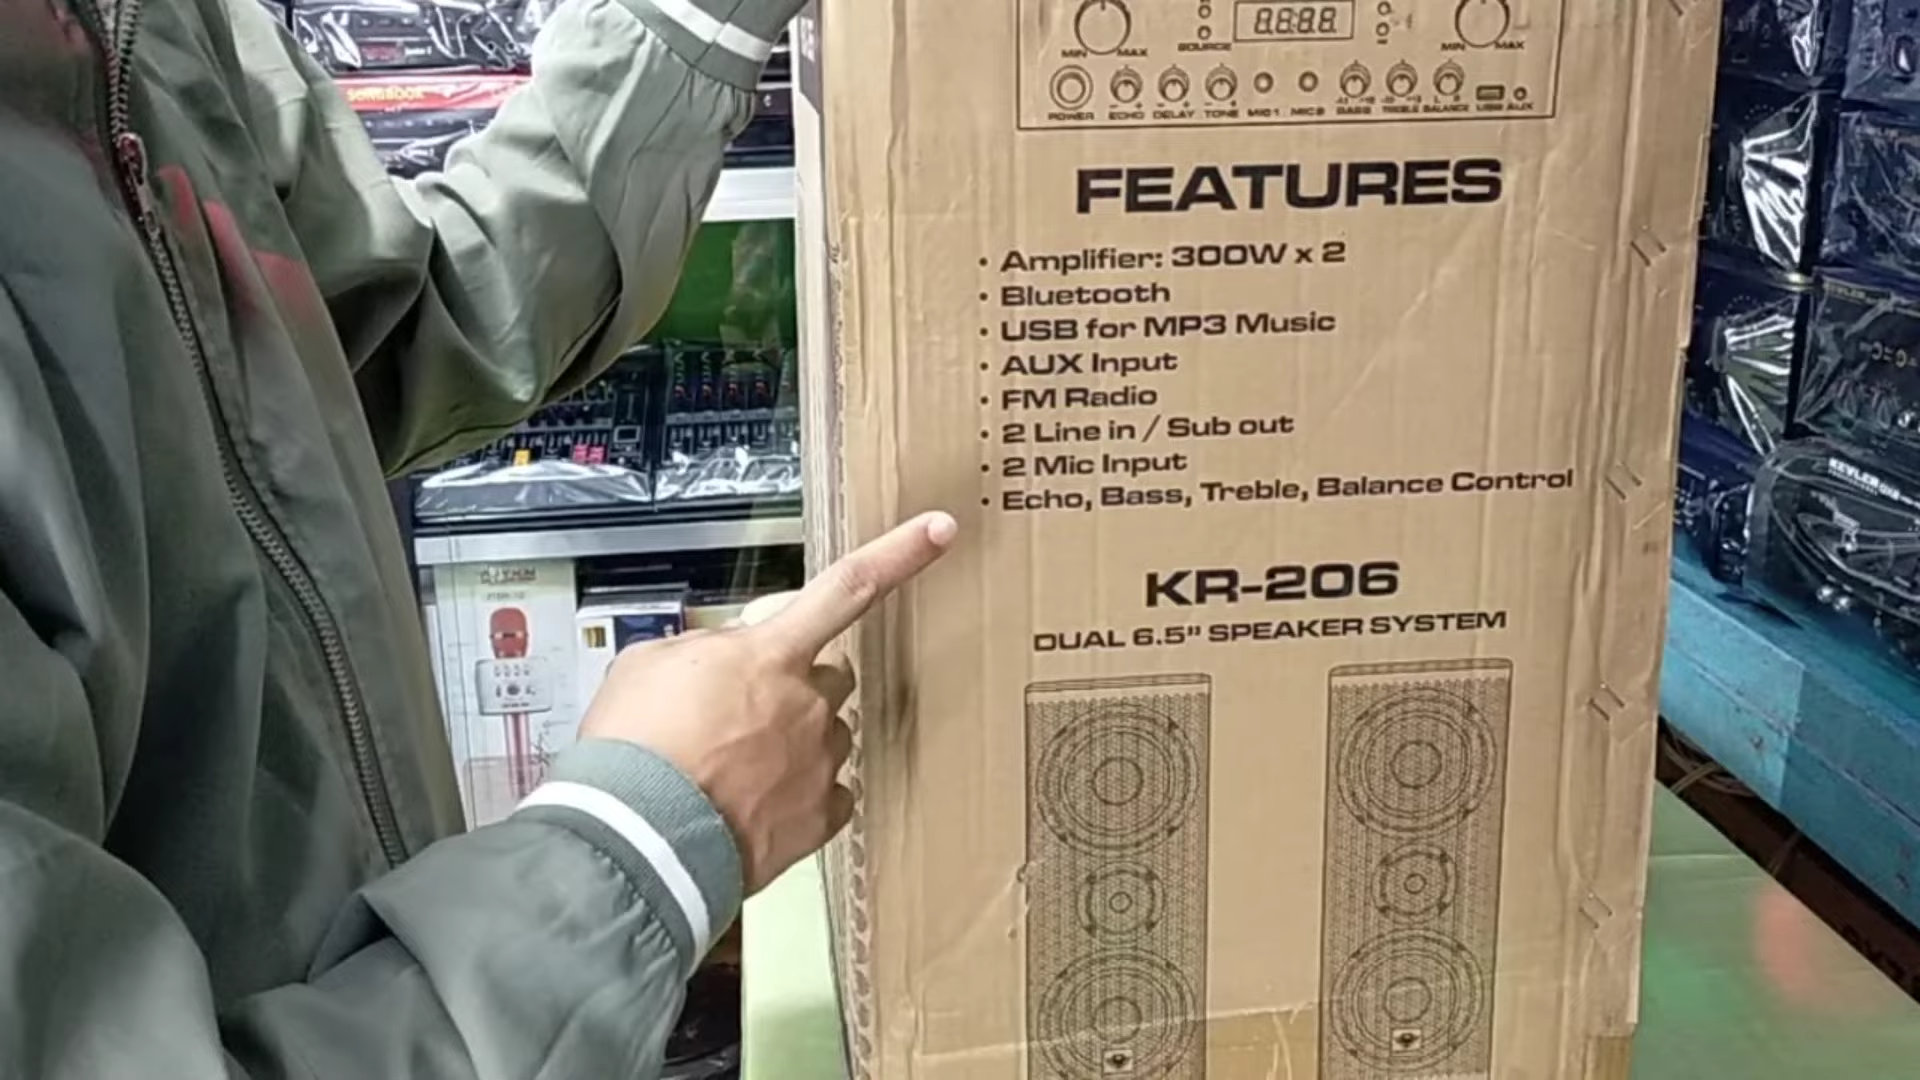 SONGBOOK
MIN MAX
SOURCE
88:88
MIN MAX
POWER ECHO DELAY TONE MIC1 MIC2 BASS TREBLE BALANCE USB AUX
FEATURES
• Amplifier: 300W x 2
• Bluetooth
• USB for MP3 Music
• AUX Input
• FM Radio
• 2 Line in / Sub out
• 2 Mic Input
• Echo, Bass, Treble, Balance Control
KR-206
DUAL 6.5" SPEAKER SYSTEM
KEVLER